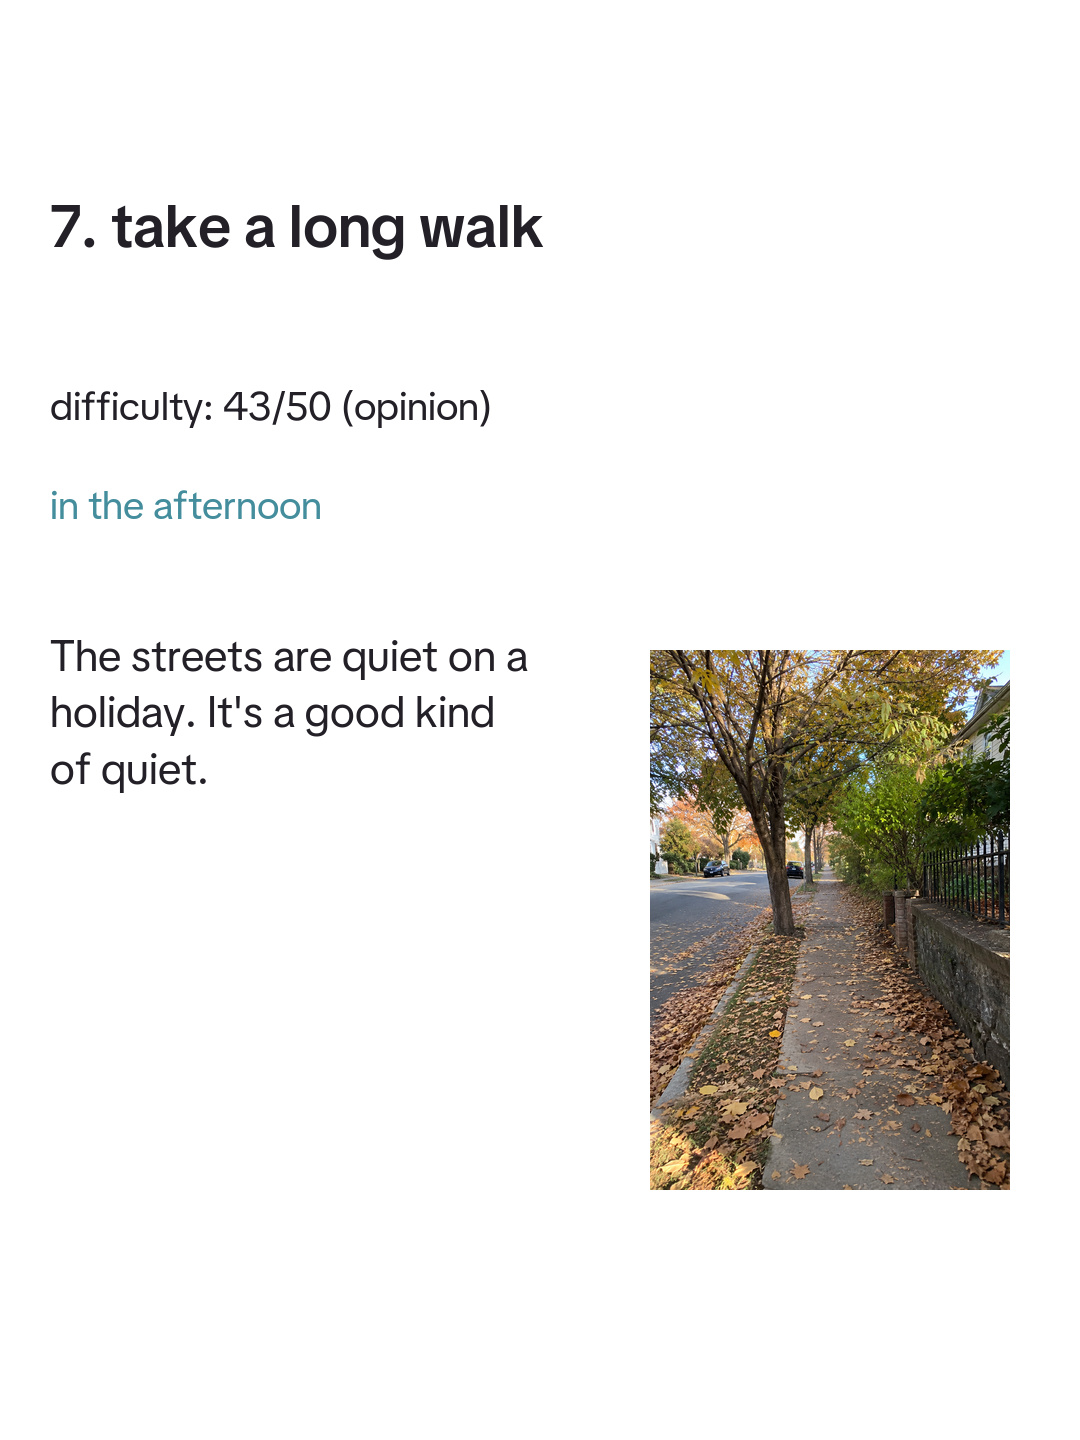 7. take a long walk
difficulty: 43/50 (opinion)
in the afternoon
The streets are quiet on a
holiday. It's a good kind
of quiet.